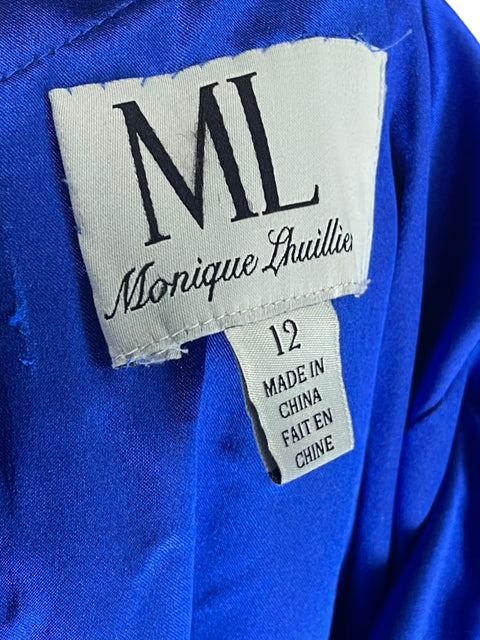 ML
Monique Lhuillier
12
MADE IN
CHINA
FAIT EN
CHINE